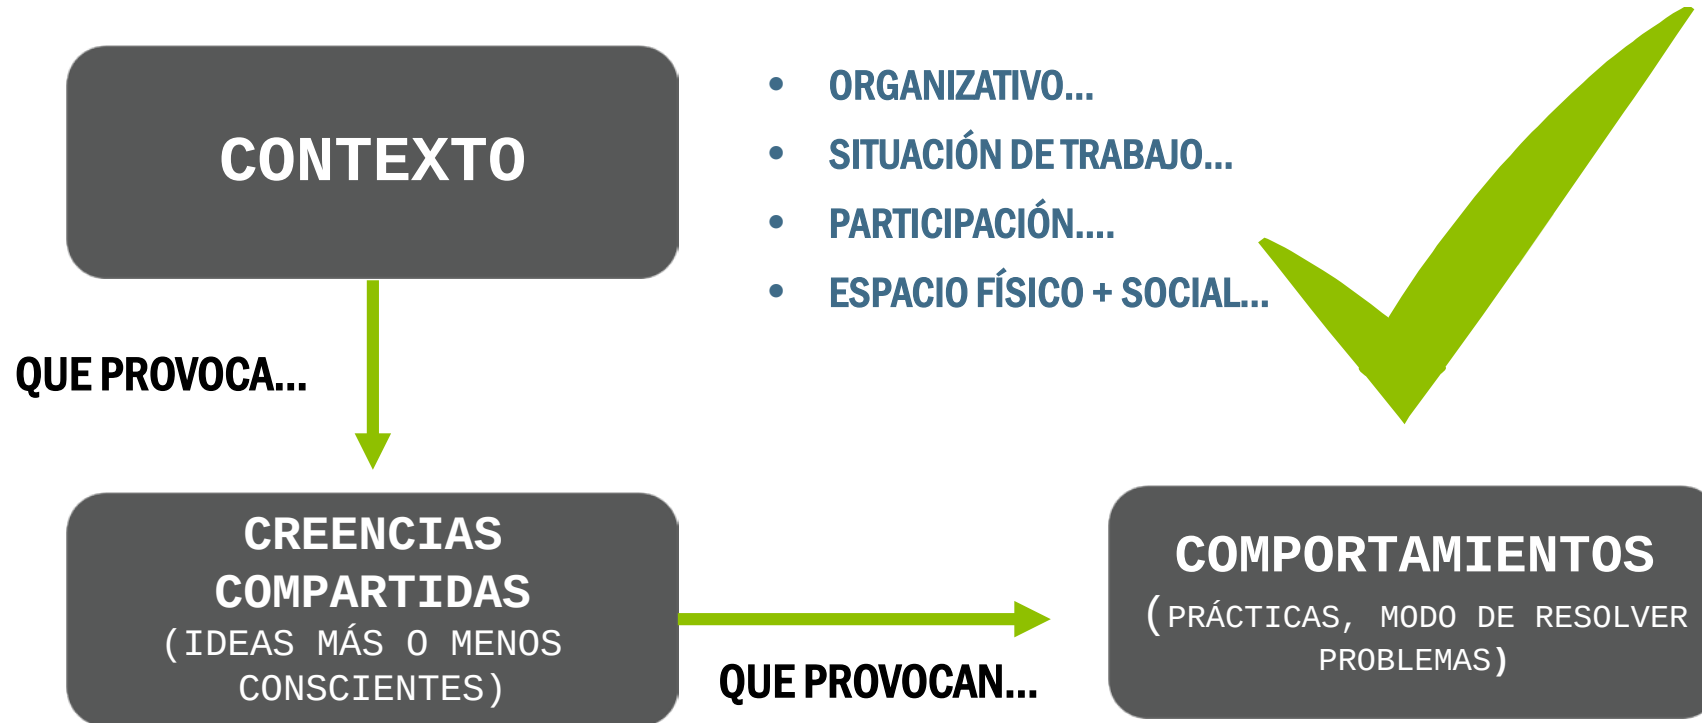 CONTEXTO
• ORGANIZATIVO...
• SITUACIÓN DE TRABAJO...
• PARTICIPACIÓN....
• ESPACIO FÍSICO + SOCIAL...
QUE PROVOCA...
CREENCIAS
COMPARTIDAS
(IDEAS MÁS O MENOS
CONSCIENTES)
QUE PROVOCAN...
COMPORTAMIENTOS
(PRÁCTICAS, MODO DE RESOLVER
PROBLEMAS)